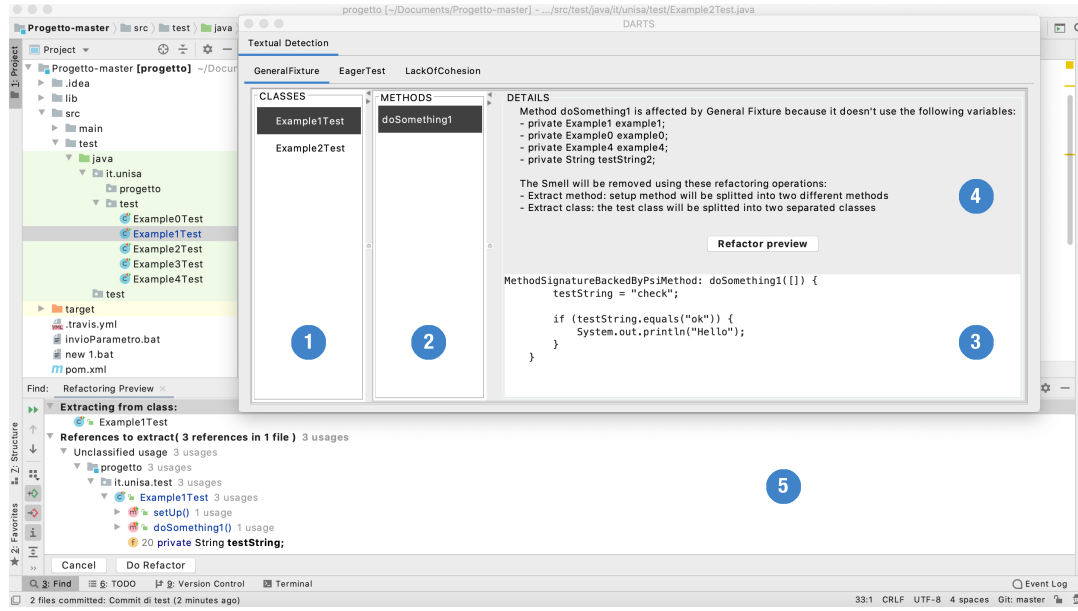 progetto [~/Documents/Progetto-master] - .../src/test/java/it/unisa/test/Example2Test.java
Progetto-master src test java
DARTS
Textual Detection
1: Project
Project
GeneralFixture EagerTest LackOfCohesion
Progetto-master [progetto] ~/Docum
.idea
lib
src
main
test
java
it.unisa
progetto
test
Example0Test
Example1Test
Example2Test
Example3Test
Example4Test
test
target
.travis.yml
invioParametro.bat
new 1.bat
pom.xml
CLASSES
Example1Test
Example2Test
1
METHODS
doSomething1
2
DETAILS
Method doSomething1 is affected by General Fixture because it doesn't use the following variables:
- private Example1 example1;
- private Example0 example0;
- private Example4 example4;
- private String testString2;
The Smell will be removed using these refactoring operations:
- Extract method: setup method will be splitted into two different methods
- Extract class: the test class will be splitted into two separated classes
4
Refactor preview
MethodSignatureBackedByPsiMethod: doSomething1([]) {
testString = "check";
if (testString.equals("ok")) {
System.out.println("Hello");
}
}
3
Find: Refactoring Preview
Extracting from class:
Example1Test
References to extract( 3 references in 1 file ) 3 usages
Unclassified usage 3 usages
progetto 3 usages
it.unisa.test 3 usages
Example1Test 3 usages
setUp() 1 usage
doSomething1() 1 usage
20 private String testString;
5
Z: Structure
2: Favorites
Cancel Do Refactor
3: Find 6: TODO 9: Version Control Terminal Event Log
2 files committed: Commit di test (2 minutes ago) 33:1 CRLF UTF-8 4 spaces Git: master